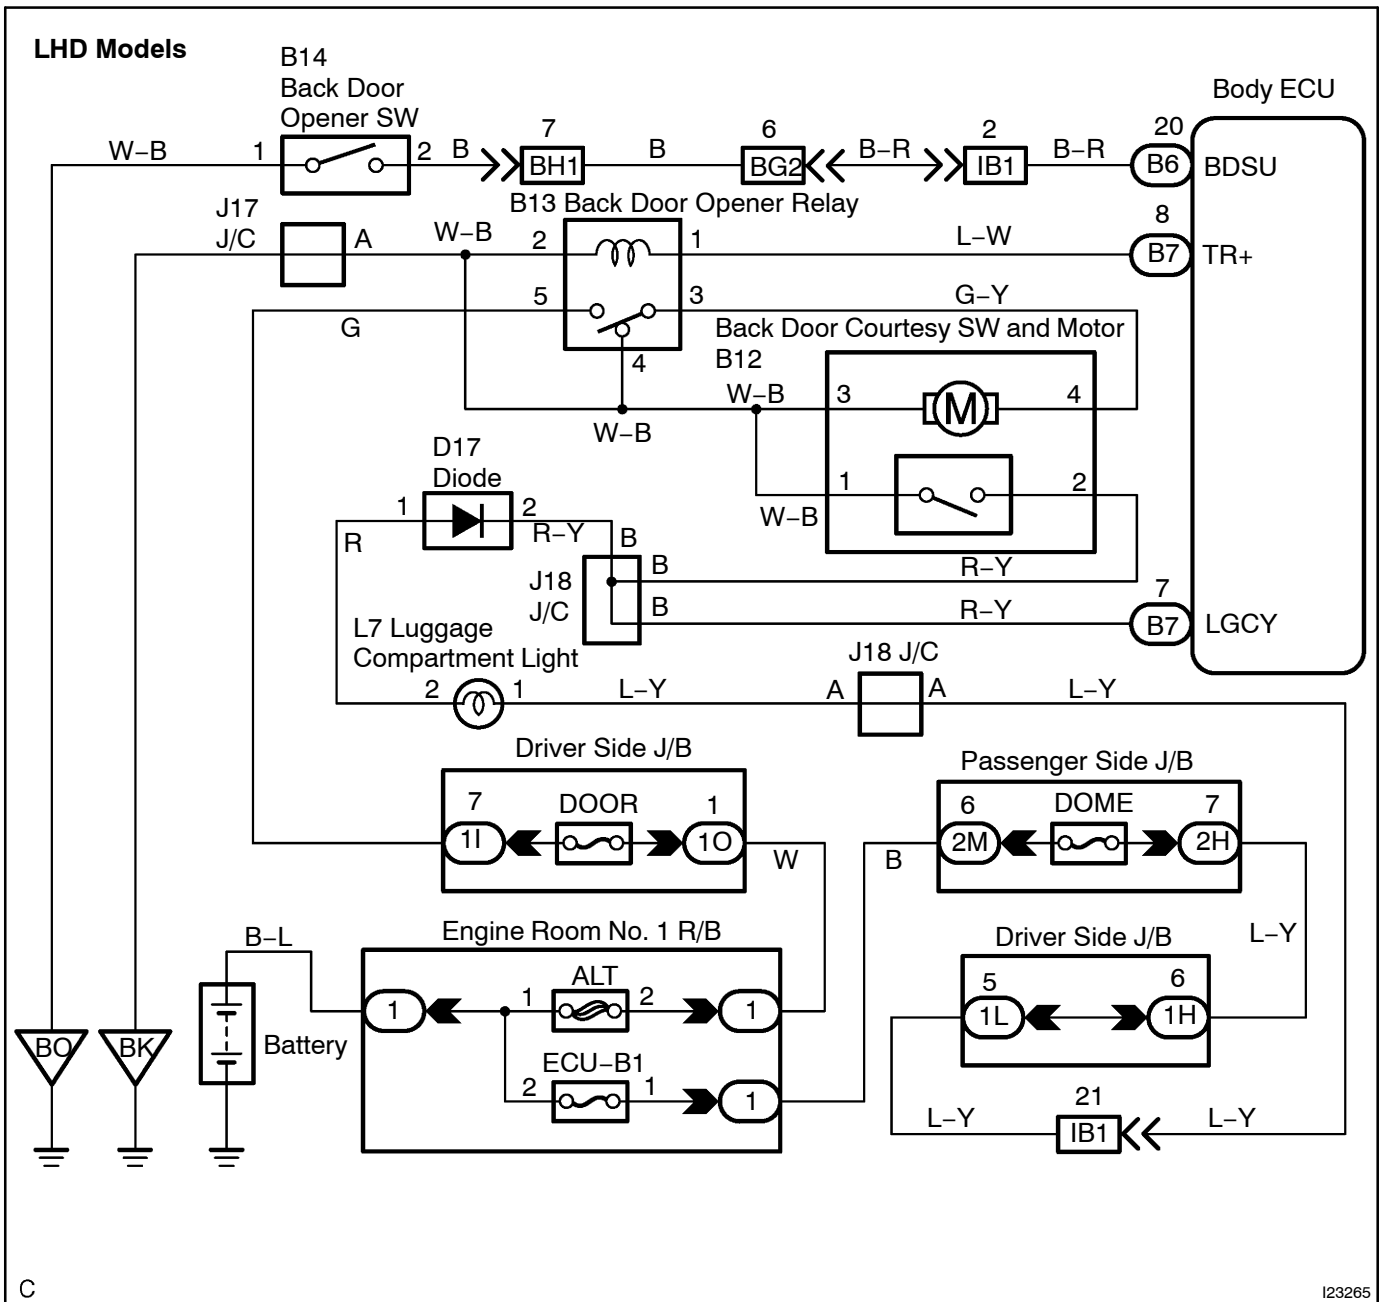 LHD Models
B14
Back Door
Opener SW
Body ECU
W–B
1
2
B
7
BH1
B
6
BG2
B–R
2
IB1
B–R
20
B6
BDSU
J17
J/C
A
W–B
B13 Back Door Opener Relay
2
1
L–W
8
B7
TR+
5
3
G–Y
G
4
Back Door Courtesy SW and Motor
B12
W–B
3
M
4
W–B
D17
Diode
1
2
W–B
1
2
R
R–Y
B
J18
J/C
B
R–Y
B
R–Y
7
B7
LGCY
L7 Luggage
Compartment Light
J18 J/C
2
1
L–Y
A
A
L–Y
Driver Side J/B
7
DOOR
1
1I
1O
W
Passenger Side J/B
6
DOME
7
B
2M
2H
L–Y
B–L
Engine Room No. 1 R/B
ALT
1
1
2
1
ECU–B1
2
1
1
Driver Side J/B
5
6
1L
1H
BO
BK
Battery
21
L–Y
IB1
L–Y
C
I23265